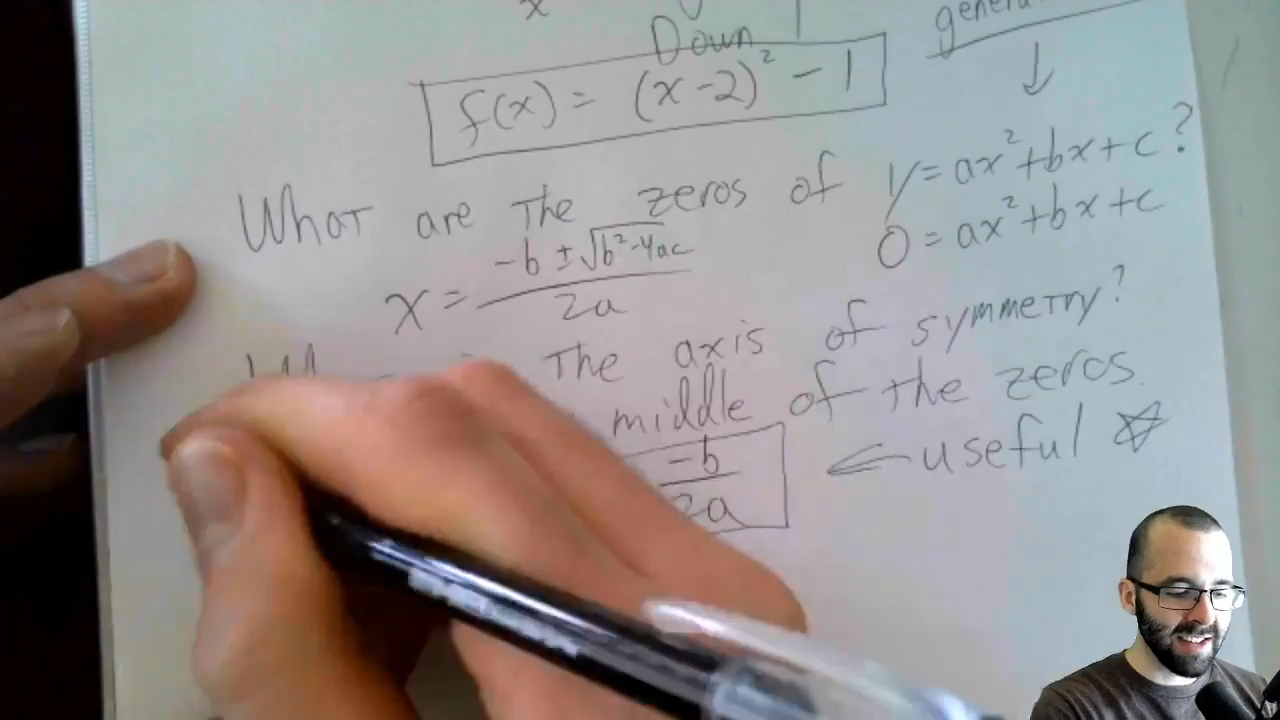 x
Down
f(x) = (x-2)² - 1
What are the zeros of y = ax² + bx + c?
0 = ax² + bx + c
x = -b ± √b²-4ac / 2a
the axis of symmetry?
middle of the zeros.
-b / 2a ← useful ☆